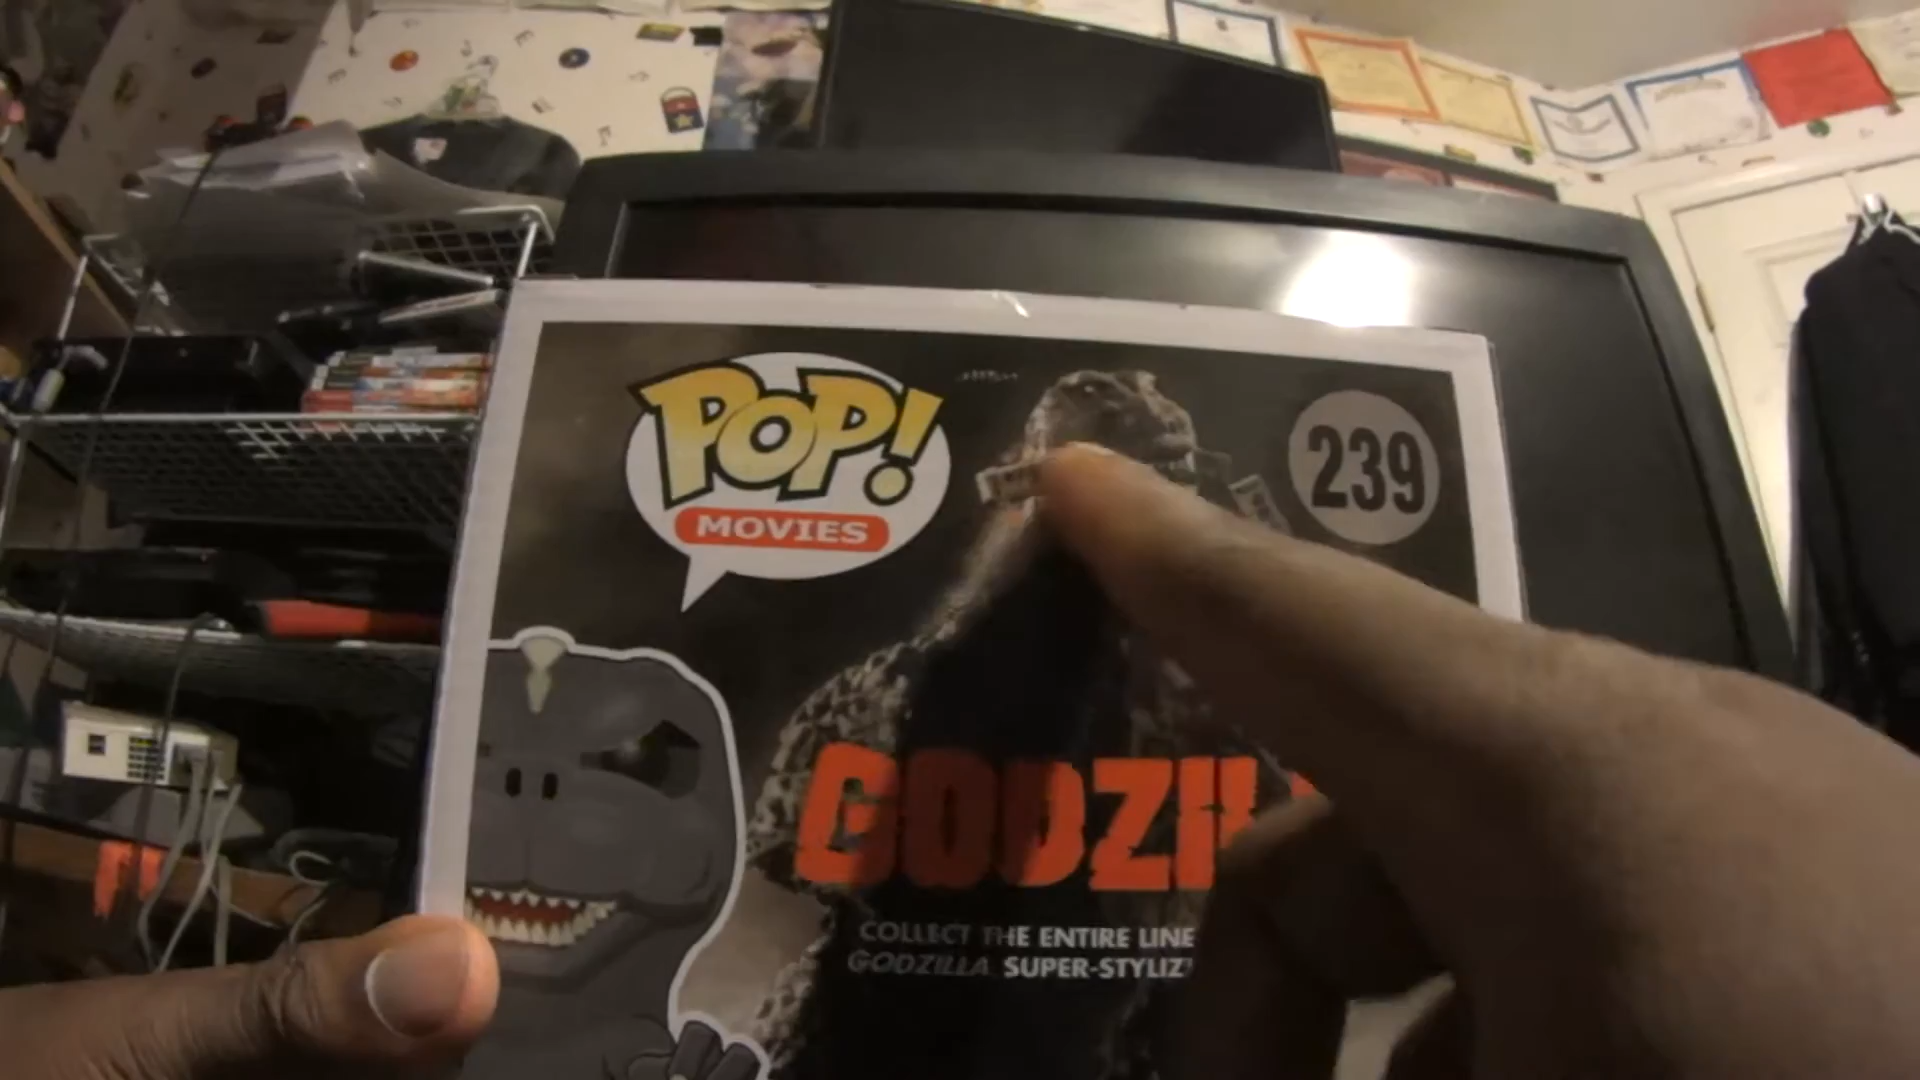 POP!
MOVIES
239
GODZI
COLLECT THE ENTIRE LINE
GODZILLA SUPER-STYLIZ